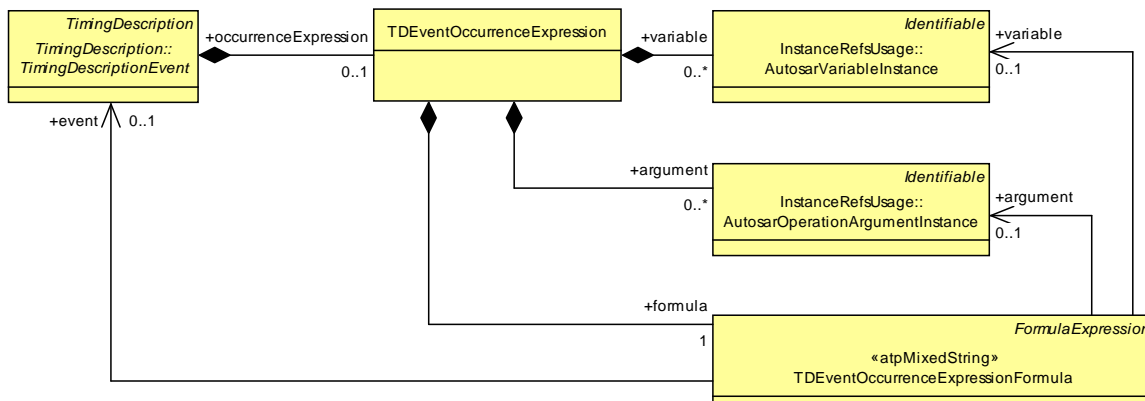 TimingDescription
TimingDescription::
TimingDescriptionEvent
+occurrenceExpression
0..1
TDEventOccurrenceExpression
+variable
0..*
Identifiable
InstanceRefsUsage::
AutosarVariableInstance
+variable
0..1
+event
0..1
+argument
0..*
Identifiable
InstanceRefsUsage::
AutosarOperationArgumentInstance
+argument
0..1
+formula
1
FormulaExpression
«atpMixedString»
TDEventOccurrenceExpressionFormula